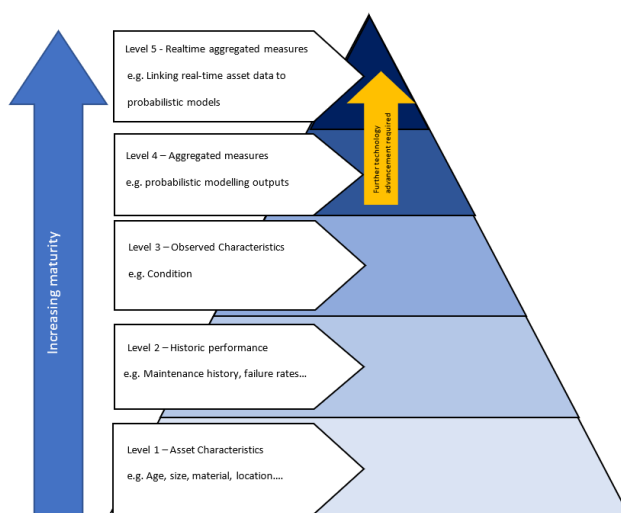 Level 5 - Realtime aggregated measures
e.g. Linking real-time asset data to
probabilistic models
Further technology
advancement required
Level 4 – Aggregated measures
e.g. probabilistic modelling outputs
Level 3 – Observed Characteristics
e.g. Condition
Increasing maturity
Level 2 – Historic performance
e.g. Maintenance history, failure rates...
Level 1 – Asset Characteristics
e.g. Age, size, material, location....